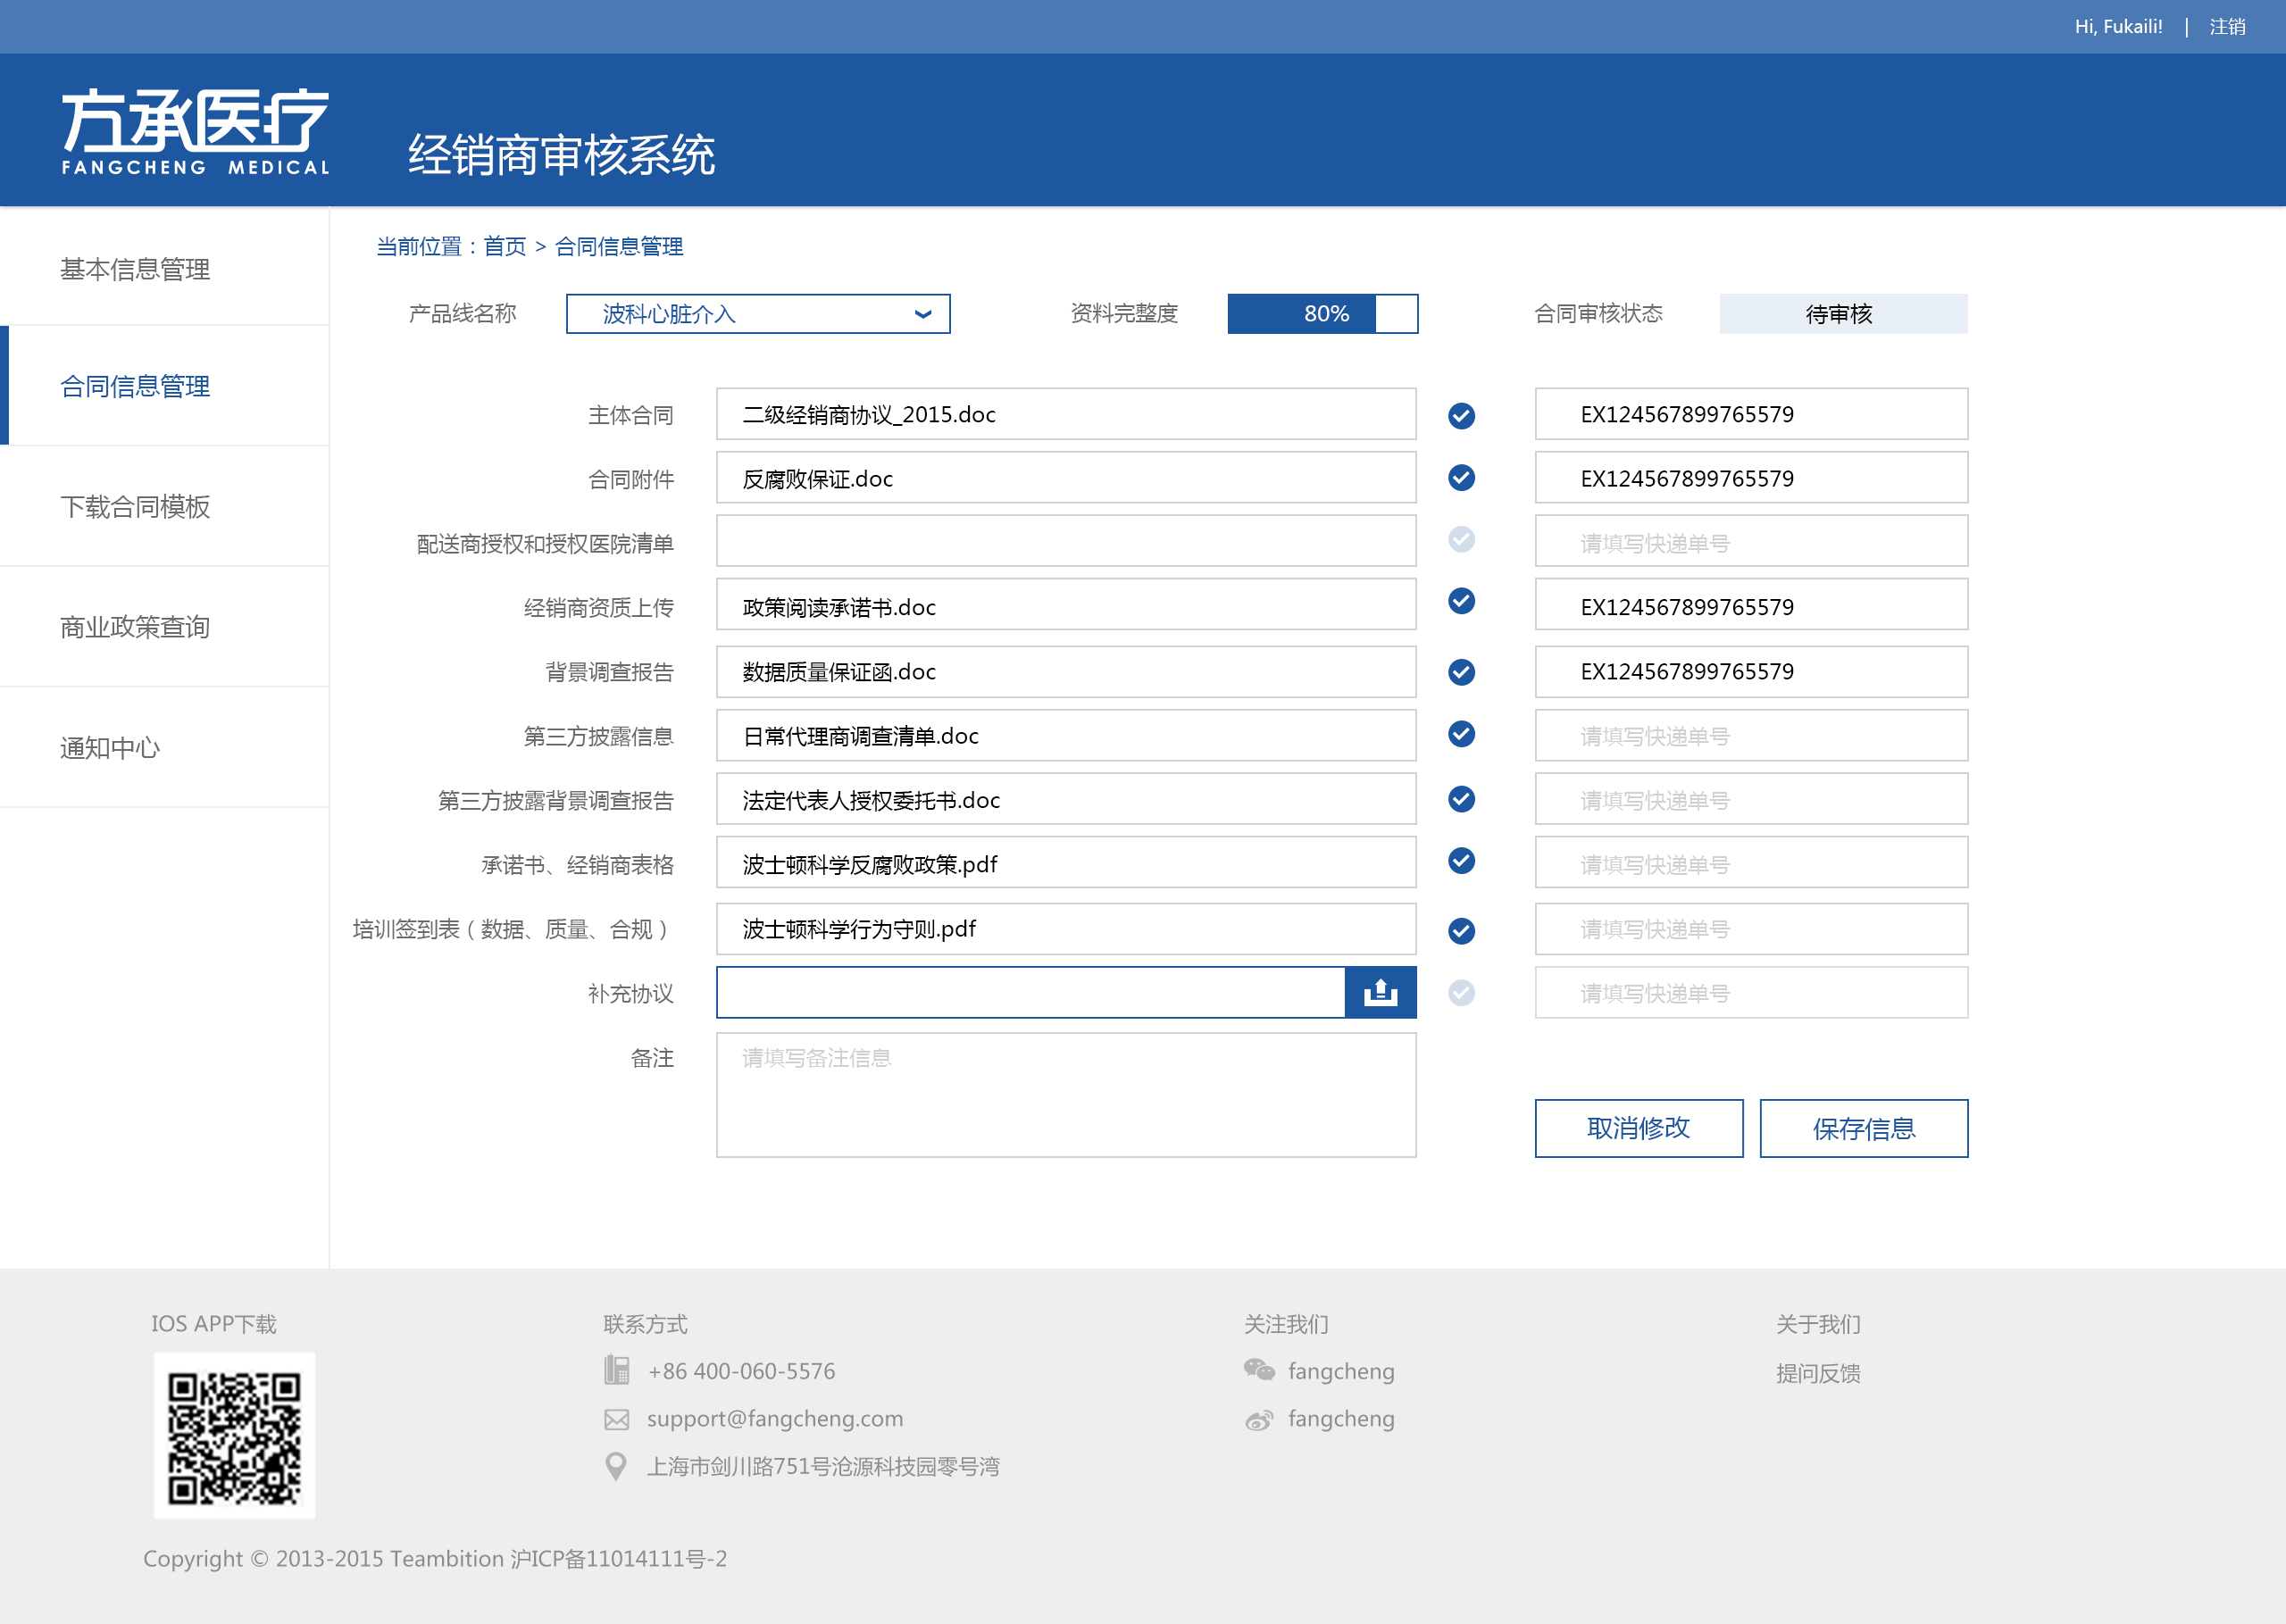 Hi, Fukaili! | 注销
方承医疗
FANGCHENG MEDICAL
经销商审核系统
基本信息管理
合同信息管理
下载合同模板
商业政策查询
通知中心
当前位置：首页 > 合同信息管理
产品线名称 波科心脏介入 资料完整度 80% 合同审核状态 待审核
主体合同 二级经销商协议_2015.doc EX124567899765579
合同附件 反腐败保证.doc EX124567899765579
配送商授权和授权医院清单 请填写快递单号
经销商资质上传 政策阅读承诺书.doc EX124567899765579
背景调查报告 数据质量保证函.doc EX124567899765579
第三方披露信息 日常代理商调查清单.doc 请填写快递单号
第三方披露背景调查报告 法定代表人授权委托书.doc 请填写快递单号
承诺书、经销商表格 波士顿科学反腐败政策.pdf 请填写快递单号
培训签到表（数据、质量、合规） 波士顿科学行为守则.pdf 请填写快递单号
补充协议 请填写快递单号
备注 请填写备注信息
取消修改 保存信息
IOS APP下载
联系方式
+86 400-060-5576
support@fangcheng.com
上海市剑川路751号沧源科技园零号湾
关注我们
fangcheng
fangcheng
关于我们
提问反馈
Copyright © 2013-2015 Teambition 沪ICP备11014111号-2